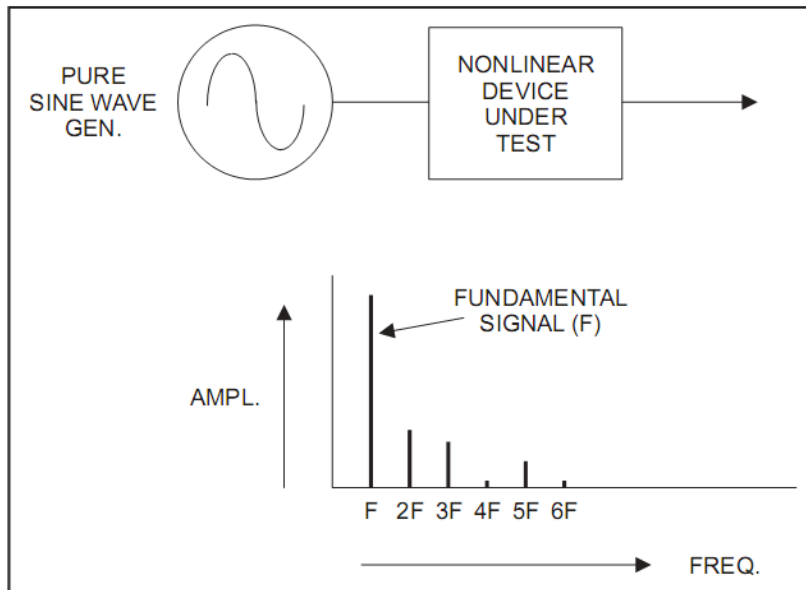 PURE
SINE WAVE
GEN.
NONLINEAR
DEVICE
UNDER
TEST
FUNDAMENTAL
SIGNAL (F)
AMPL.
F 2F 3F 4F 5F 6F
FREQ.